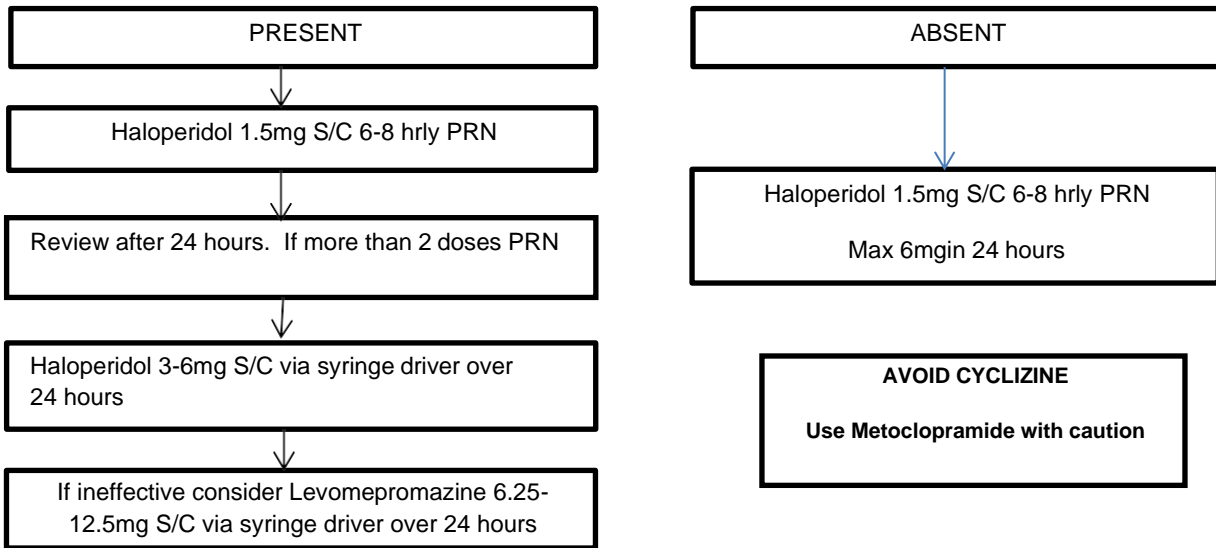 PRESENT
Haloperidol 1.5mg S/C 6-8 hrly PRN
Review after 24 hours. If more than 2 doses PRN
Haloperidol 3-6mg S/C via syringe driver over
24 hours
If ineffective consider Levomepromazine 6.25-
12.5mg S/C via syringe driver over 24 hours
ABSENT
Haloperidol 1.5mg S/C 6-8 hrly PRN
Max 6mgin 24 hours
AVOID CYCLIZINE
Use Metoclopramide with caution